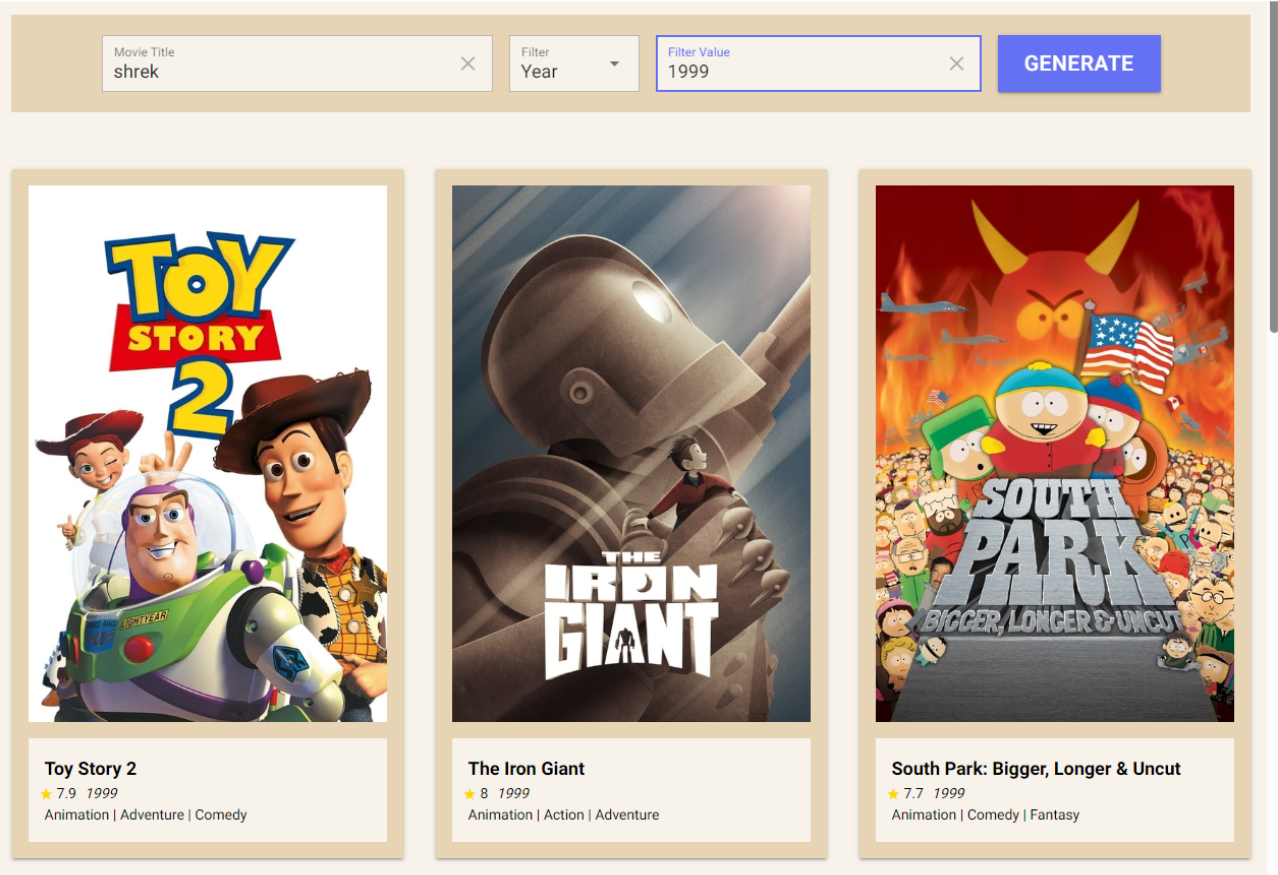 Movie Title
shrek
Filter
Year
Filter Value
1999
GENERATE
TOY
STORY
2
LIGHTYEAR
THE
IRON
GIANT
SOUTH
PARK
BIGGER, LONGER & UNCUT
Toy Story 2
7.9 1999
Animation | Adventure | Comedy
The Iron Giant
8 1999
Animation | Action | Adventure
South Park: Bigger, Longer & Uncut
7.7 1999
Animation | Comedy | Fantasy